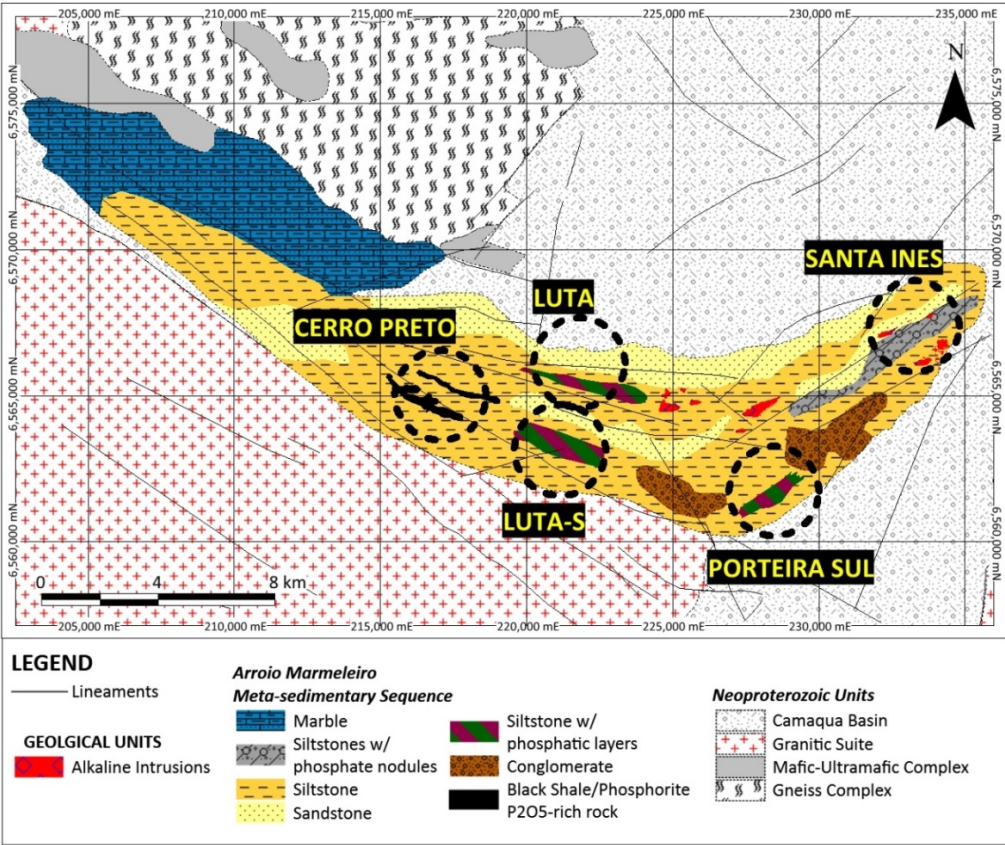 205,000 mE 210,000 mE 215,000 mE 220,000 mE 225,000 mE 230,000 mE 235,000 mE
N
6,575,000 mN
6,575,000 mN
6,570,000 mN
6,570,000 mN
SANTA INES
LUTA
CERRO PRETO
6,565,000 mN
6,565,000 mN
LUTA-S
6,560,000 mN
6,560,000 mN
PORTEIRA SUL
0 4 8 km
205,000 mE 210,000 mE 215,000 mE 220,000 mE 225,000 mE 230,000 mE
LEGEND
Lineaments
GEOLGICAL UNITS
Alkaline Intrusions
Arroio Marmeleiro
Meta-sedimentary Sequence
Marble
Siltstones w/
phosphate nodules
Siltstone
Sandstone
Siltstone w/
phosphatic layers
Conglomerate
Black Shale/Phosphorite
P2O5-rich rock
Neoproterozoic Units
Camaqua Basin
Granitic Suite
Mafic-Ultramafic Complex
Gneiss Complex